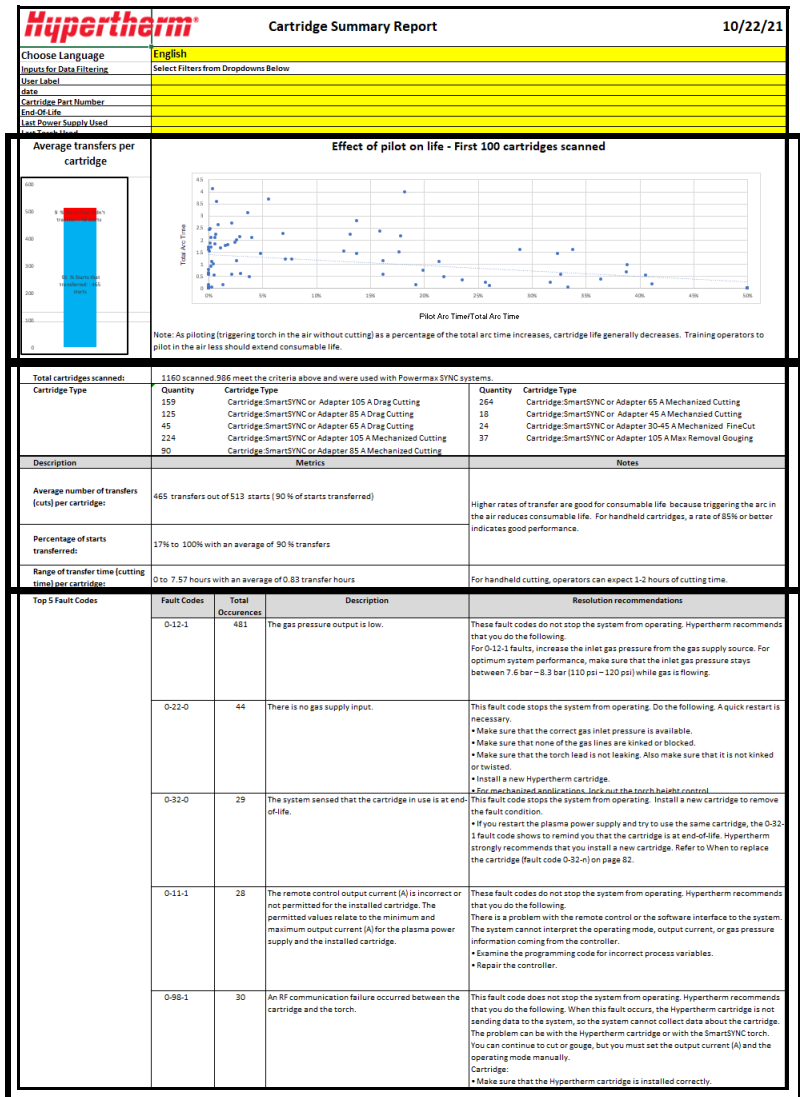 Hypertherm®
Cartridge Summary Report
10/22/21
Choose Language
English
Inputs for Data Filtering
Select Filters from Dropdowns Below
User Label
date
Cartridge Part Number
End-Of-Life
Last Power Supply Used
Last Torch Used
Average transfers per
cartridge
600
500
400
300
200
100
0
starts
Effect of pilot on life - First 100 cartridges scanned
Total Arc Time
4.5
4
3.5
3
2.5
2
1.5
1
0.5
0
0% 5% 10% 15% 20% 25% 30% 35% 40% 45% 50%
Pilot Arc Time/Total Arc Time
Note: As piloting (triggering torch in the air without cutting) as a percentage of the total arc time increases, cartridge life generally decreases. Training operators to
pilot in the air less should extend consumable life.
Total cartridges scanned:
1160 scanned.986 meet the criteria above and were used with Powermax SYNC systems.
Cartridge Type
Quantity Cartridge Type
159 Cartridge:SmartSYNC or Adapter 105 A Drag Cutting
125 Cartridge:SmartSYNC or Adapter 85 A Drag Cutting
45 Cartridge:SmartSYNC or Adapter 65 A Drag Cutting
224 Cartridge:SmartSYNC or Adapter 105 A Mechanized Cutting
90 Cartridge:SmartSYNC or Adapter 85 A Mechanized Cutting
Quantity Cartridge Type
264 Cartridge:SmartSYNC or Adapter 65 A Mechanized Cutting
18 Cartridge:SmartSYNC or Adapter 45 A Mechanzied Cutting
24 Cartridge:SmartSYNC or Adapter 30-45 A Mechanized FineCut
37 Cartridge:SmartSYNC or Adapter 105 A Max Removal Gouging
Description
Metrics
Notes
Average number of transfers
(cuts) per cartridge:
465 transfers out of 513 starts ( 90 % of starts transferred)
Higher rates of transfer are good for consumable life because triggering the arc in
the air reduces consumable life. For handheld cartridges, a rate of 85% or better
indicates good performance.
Percentage of starts
transferred:
17% to 100% with an average of 90 % transfers
Range of transfer time (cutting
time) per cartridge:
0 to 7.57 hours with an average of 0.83 transfer hours
For handheld cutting, operators can expect 1-2 hours of cutting time.
Top 5 Fault Codes
Fault Codes
Total
Occurences
Description
Resolution recommendations
0-12-1
481
The gas pressure output is low.
These fault codes do not stop the system from operating. Hypertherm recommends
that you do the following.
For 0-12-1 faults, increase the inlet gas pressure from the gas supply source. For
optimum system performance, make sure that the inlet gas pressure stays
between 7.6 bar – 8.3 bar (110 psi – 120 psi) while gas is flowing.
0-22-0
44
There is no gas supply input.
This fault code stops the system from operating. Do the following. A quick restart is
necessary.
• Make sure that the correct gas inlet pressure is available.
• Make sure that none of the gas lines are kinked or blocked.
• Make sure that the torch lead is not leaking. Also make sure that it is not kinked
or twisted.
• Install a new Hypertherm cartridge.
• For mechanized applications, lock out the torch height control
0-32-0
29
The system sensed that the cartridge in use is at end-
of-life.
This fault code stops the system from operating. Install a new cartridge to remove
the fault condition.
• If you restart the plasma power supply and try to use the same cartridge, the 0-32-
1 fault code shows to remind you that the cartridge is at end-of-life. Hypertherm
strongly recommends that you install a new cartridge. Refer to When to replace
the cartridge (fault code 0-32-n) on page 82.
0-11-1
28
The remote control output current (A) is incorrect or
not permitted for the installed cartridge. The
permitted values relate to the minimum and
maximum output current (A) for the plasma power
supply and the installed cartridge.
These fault codes do not stop the system from operating. Hypertherm recommends
that you do the following.
There is a problem with the remote control or the software interface to the system.
The system cannot interpret the operating mode, output current, or gas pressure
information coming from the controller.
• Examine the programming code for incorrect process variables.
• Repair the controller.
0-98-1
30
An RF communication failure occurred between the
cartridge and the torch.
This fault code does not stop the system from operating. Hypertherm recommends
that you do the following. When this fault occurs, the Hypertherm cartridge is not
sending data to the system, so the system cannot collect data about the cartridge.
The problem can be with the Hypertherm cartridge or with the SmartSYNC torch.
You can continue to cut or gouge, but you must set the output current (A) and the
operating mode manually.
Cartridge:
• Make sure that the Hypertherm cartridge is installed correctly.